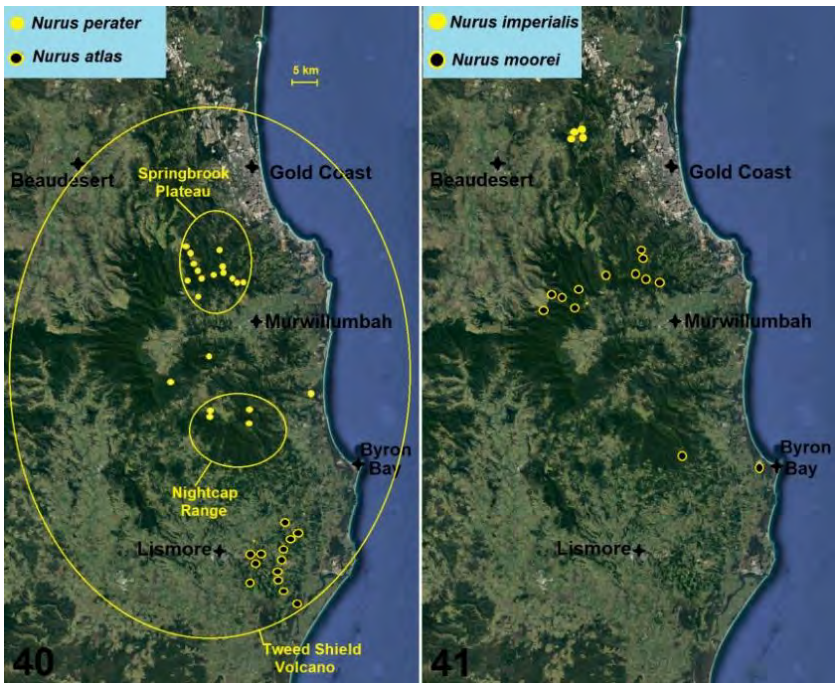 Nurus perater
Nurus atlas
5 km
Beaudesert
Springbrook
Plateau
Gold Coast
Murwillumbah
Byron
Bay
Nightcap
Range
Lismore
Tweed Shield
Volcano
40
Nurus imperialis
Nurus moorei
Beaudesert
Gold Coast
Murwillumbah
Byron
Bay
Lismore
41